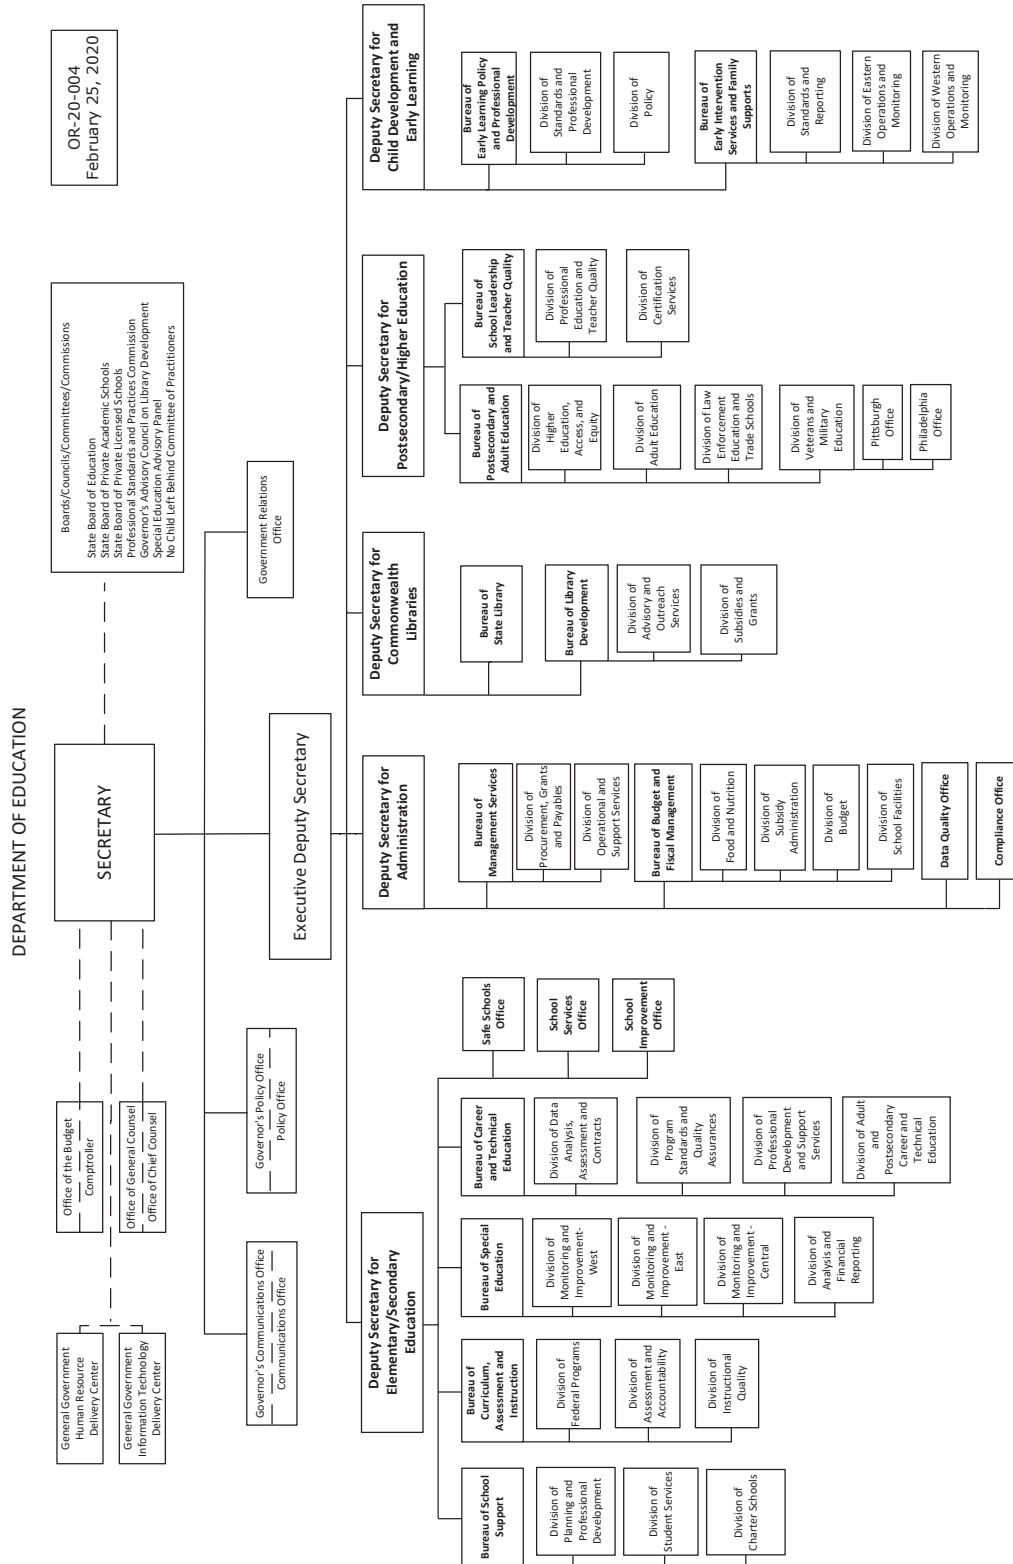 DEPARTMENT OF EDUCATION
OR-20-004
February 25, 2020
SECRETARY
Boards/Councils/Committees/Commissions
State Board of Education
State Board of Private Academic Schools
State Board of Private Licensed Schools
Professional Standards and Practices Commission
Governor's Advisory Council on Library Development
Special Education Advisory Panel
No Child Left Behind Committee of Practitioners
General Government
Human Resource
Delivery Center
General Government
Information Technology
Delivery Center
Office of the Budget
Comptroller
Office of General Counsel
Office of Chief Counsel
Governor's Communications Office
Communications Office
Governor's Policy Office
Policy Office
Government Relations
Office
Executive Deputy Secretary
Deputy Secretary for
Elementary/Secondary
Education
Bureau of School
Support
Division of
Planning and
Professional
Development
Division of
Student Services
Division of
Charter Schools
Bureau of
Curriculum,
Assessment and
Instruction
Division of
Federal Programs
Division of
Assessment and
Accountability
Division of
Instructional
Quality
Bureau of Special
Education
Division of
Monitoring and
Improvement-
West
Division of
Monitoring and
Improvement -
East
Division of
Monitoring and
Improvement -
Central
Division of
Analysis and
Financial
Reporting
Bureau of Career
and Technical
Education
Division of Data
Analysis,
Assessment and
Contracts
Division of
Program
Standards and
Quality
Assurances
Division of
Professional
Development
and Support
Services
Division of Adult
and
Postsecondary
Career and
Technical
Education
Safe Schools
Office
School
Services
Office
School
Improvement
Office
Deputy Secretary for
Administration
Bureau of
Management Services
Division of
Procurement, Grants
and Payables
Division of
Operational and
Support Services
Bureau of Budget and
Fiscal Management
Division of
Food and Nutrition
Division of
Subsidy
Administration
Division of
Budget
Division of
School Facilities
Data Quality Office
Compliance Office
Deputy Secretary for
Commonwealth
Libraries
Bureau of
State Library
Bureau of Library
Development
Division of
Advisory and
Outreach
Services
Division of
Subsidies and
Grants
Deputy Secretary for
Postsecondary/Higher Education
Bureau of
Postsecondary and
Adult Education
Division of
Higher
Education,
Access, and
Equity
Division of
Adult Education
Division of Law
Enforcement
Education and
Trade Schools
Division of
Veterans and
Military
Education
Pittsburgh
Office
Philadelphia
Office
Bureau of
School Leadership
and Teacher Quality
Division of
Professional
Education and
Teacher Quality
Division of
Certification
Services
Deputy Secretary for
Child Development and
Early Learning
Bureau of
Early Learning Policy
and Professional
Development
Division of
Standards and
Professional
Development
Division of
Policy
Bureau of
Early Intervention
Services and Family
Supports
Division of
Standards and
Reporting
Division of Eastern
Operations and
Monitoring
Division of Western
Operations and
Monitoring